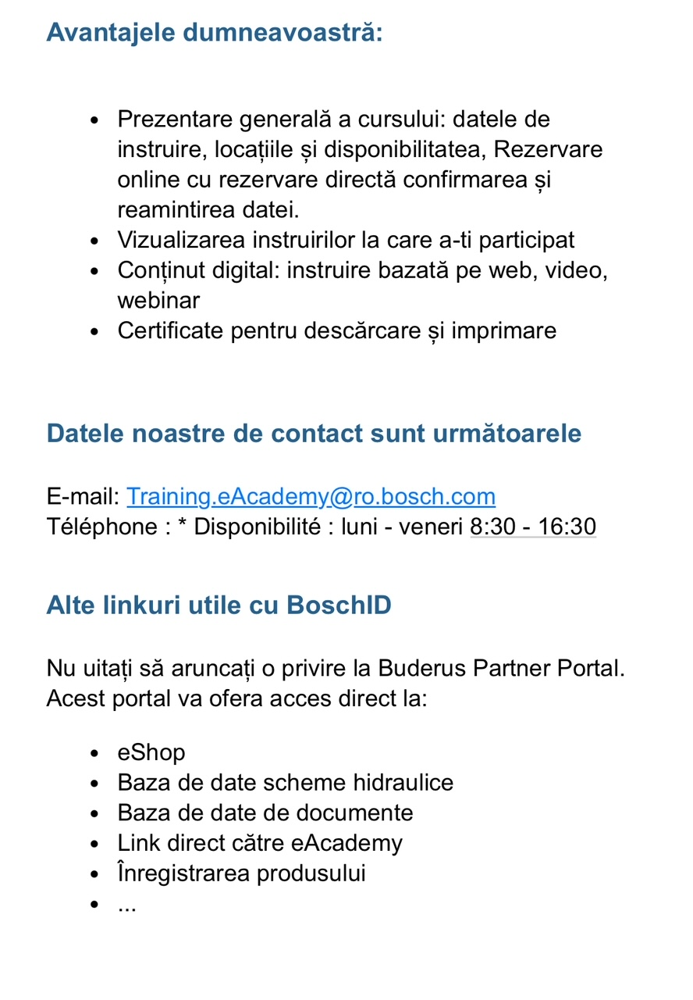 Avantajele dumneavoastră:
• Prezentare generală a cursului: datele de
instruire, locațiile și disponibilitatea, Rezervare
online cu rezervare directă confirmarea și
reamintirea datei.
• Vizualizarea instruirilor la care a-ti participat
• Conținut digital: instruire bazată pe web, video,
webinar
• Certificate pentru descărcare și imprimare
Datele noastre de contact sunt următoarele
E-mail: Training.eAcademy@ro.bosch.com
Téléphone : * Disponibilité : luni - veneri 8:30 - 16:30
Alte linkuri utile cu BoschID
Nu uitați să aruncați o privire la Buderus Partner Portal.
Acest portal va ofera acces direct la:
• eShop
• Baza de date scheme hidraulice
• Baza de date de documente
• Link direct către eAcademy
• Înregistrarea produsului
• ...